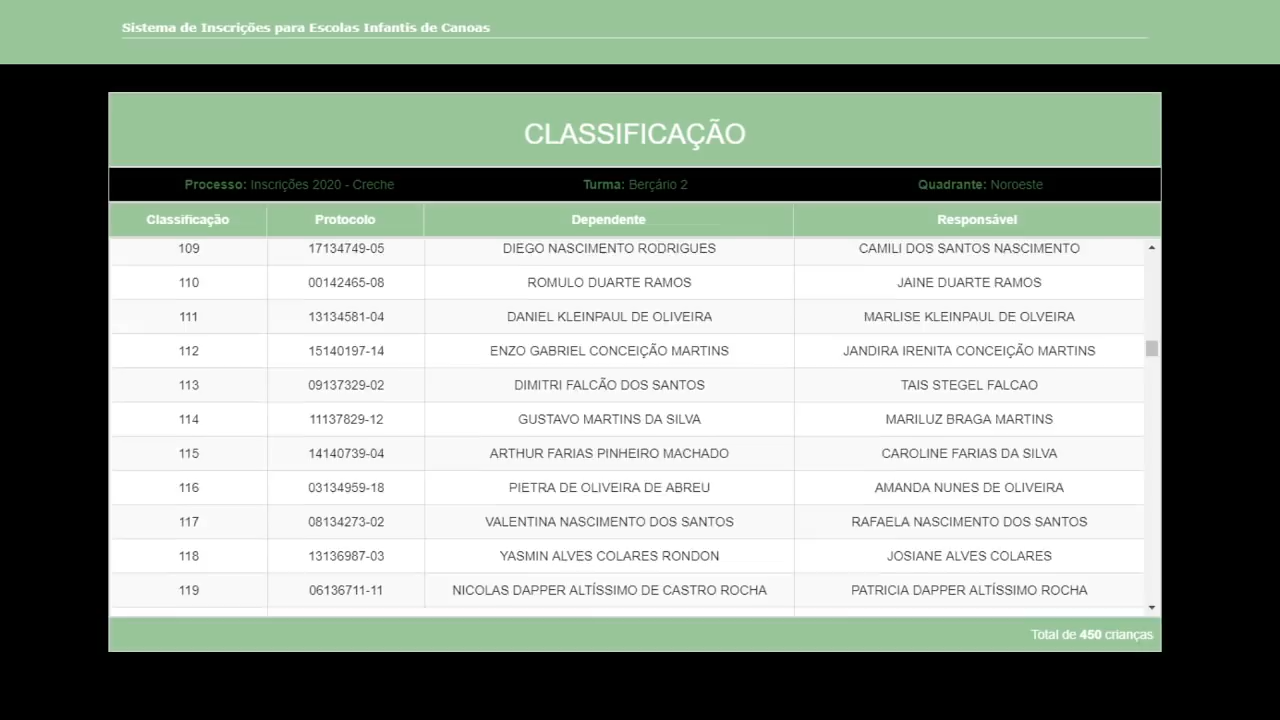 Sistema de Inscrições para Escolas Infantis de Canoas
CLASSIFICAÇÃO
Processo: Inscrições 2020 - Creche Turma: Berçário 2 Quadrante: Noroeste
Classificação Protocolo Dependente Responsável
109 17134749-05 DIEGO NASCIMENTO RODRIGUES CAMILI DOS SANTOS NASCIMENTO
110 00142465-08 ROMULO DUARTE RAMOS JAINE DUARTE RAMOS
111 13134581-04 DANIEL KLEINPAUL DE OLIVEIRA MARLISE KLEINPAUL DE OLVEIRA
112 15140197-14 ENZO GABRIEL CONCEIÇÃO MARTINS JANDIRA IRENITA CONCEIÇÃO MARTINS
113 09137329-02 DIMITRI FALCÃO DOS SANTOS TAIS STEGEL FALCAO
114 11137829-12 GUSTAVO MARTINS DA SILVA MARILUZ BRAGA MARTINS
115 14140739-04 ARTHUR FARIAS PINHEIRO MACHADO CAROLINE FARIAS DA SILVA
116 03134959-18 PIETRA DE OLIVEIRA DE ABREU AMANDA NUNES DE OLIVEIRA
117 08134273-02 VALENTINA NASCIMENTO DOS SANTOS RAFAELA NASCIMENTO DOS SANTOS
118 13136987-03 YASMIN ALVES COLARES RONDON JOSIANE ALVES COLARES
119 06136711-11 NICOLAS DAPPER ALTÍSSIMO DE CASTRO ROCHA PATRICIA DAPPER ALTÍSSIMO ROCHA
Total de 450 crianças